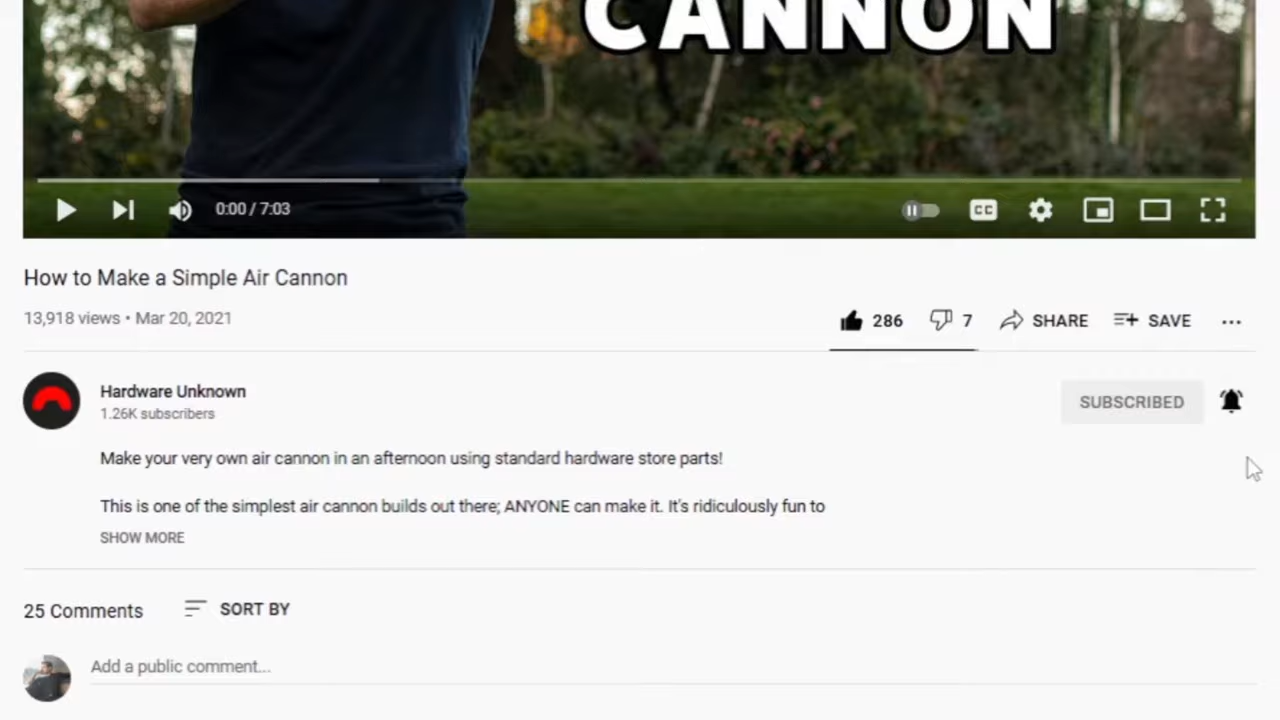 CANNON
0:00 / 7:03
CC
How to Make a Simple Air Cannon
13,918 views • Mar 20, 2021
286 7 SHARE SAVE ...
Hardware Unknown
1.26K subscribers
SUBSCRIBED
Make your very own air cannon in an afternoon using standard hardware store parts!
This is one of the simplest air cannon builds out there; ANYONE can make it. It's ridiculously fun to
SHOW MORE
25 Comments SORT BY
Add a public comment...